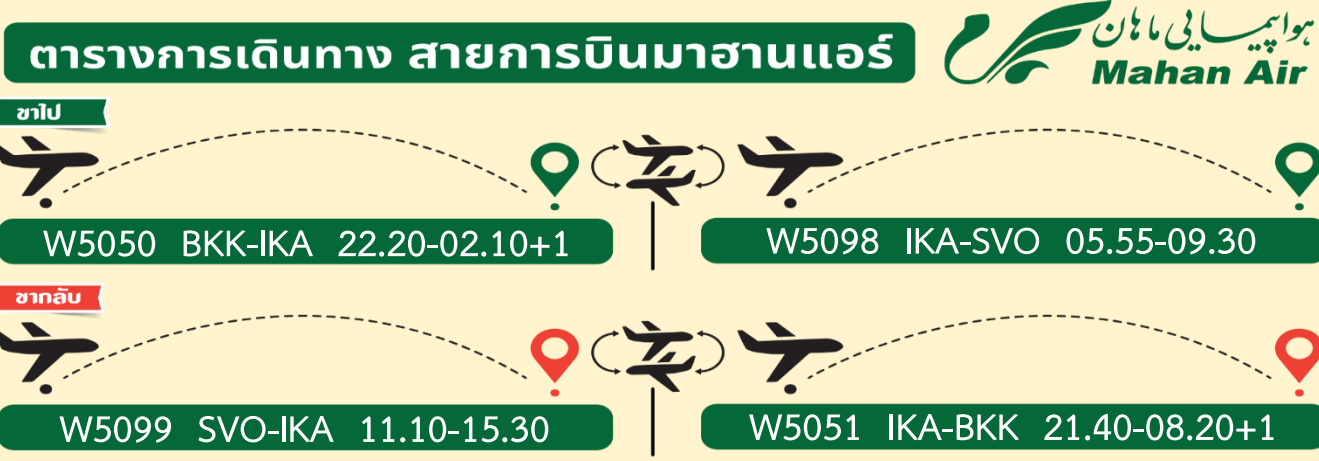 ตารางการเดินทาง สายการบินมาฮานแอร์
هواپیمایی ماهان
Mahan Air
ขาไป
W5050 BKK-IKA 22.20-02.10+1
W5098 IKA-SVO 05.55-09.30
ขากลับ
W5099 SVO-IKA 11.10-15.30
W5051 IKA-BKK 21.40-08.20+1